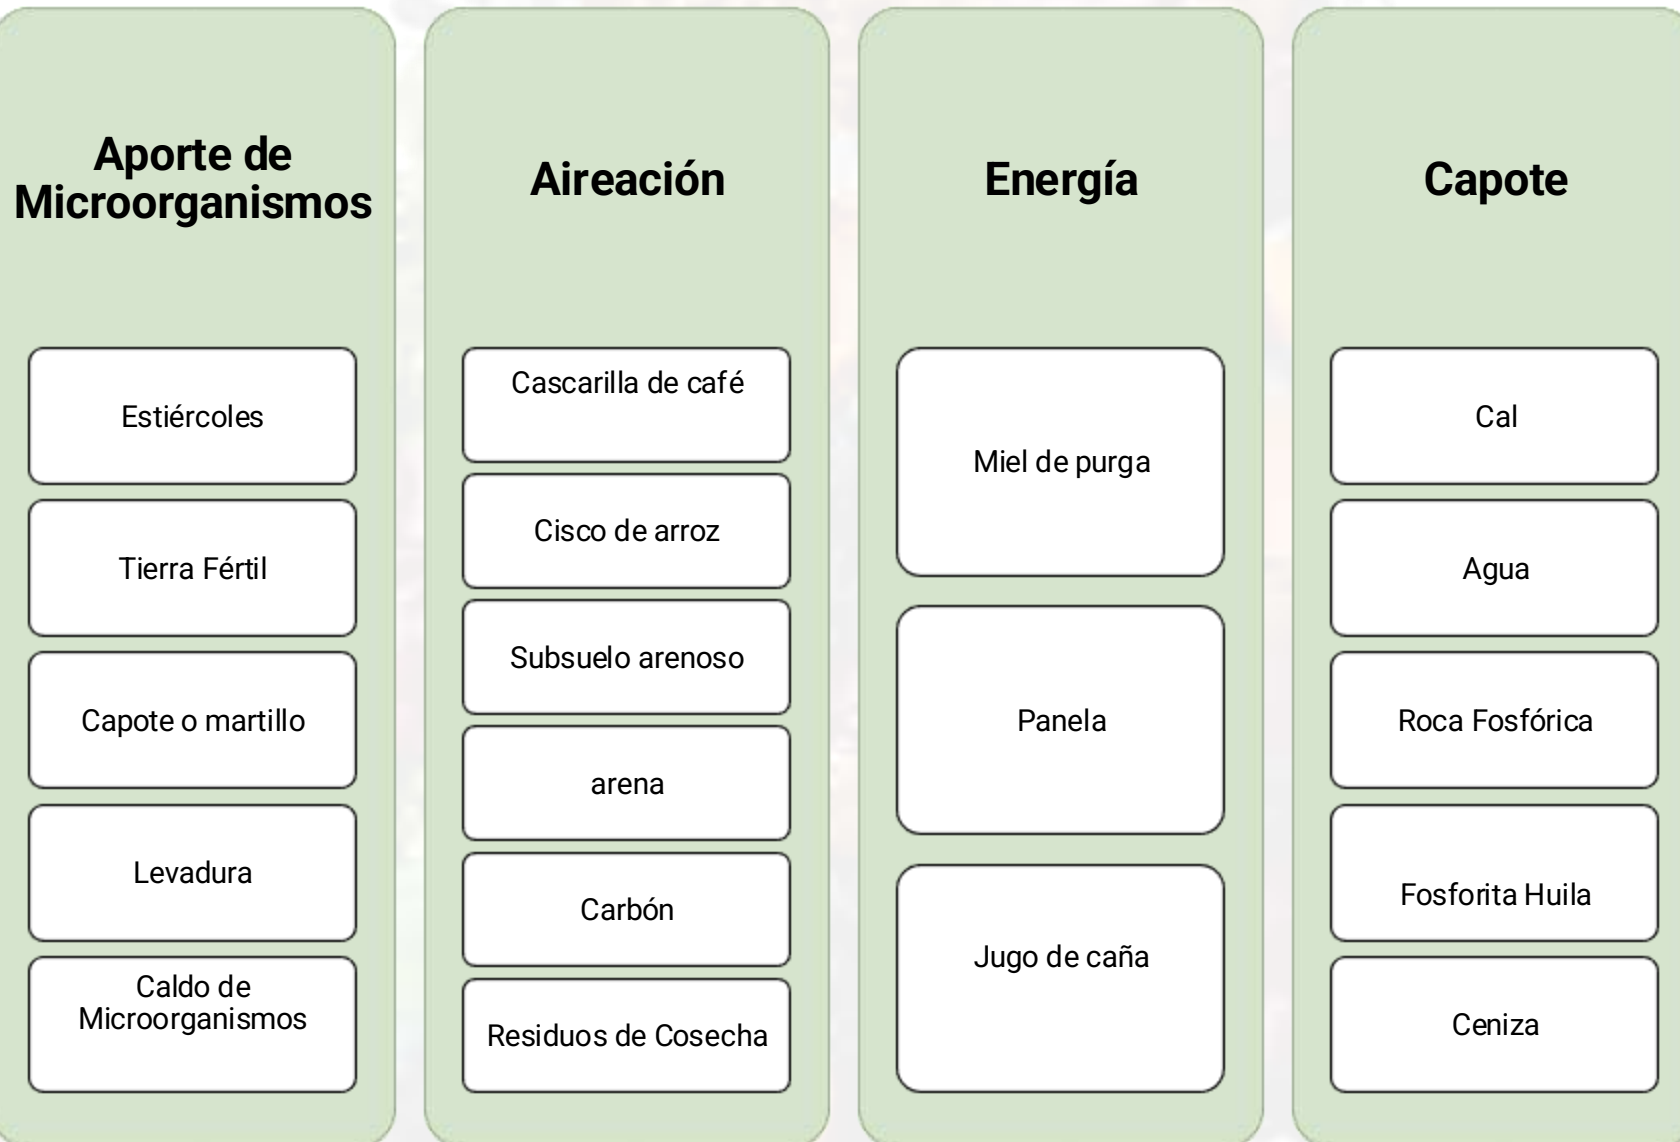 Aporte de
Microorganismos
Estiércoles
Tierra Fértil
Capote o martillo
Levadura
Caldo de
Microorganismos
Aireación
Cascarilla de café
Cisco de arroz
Subsuelo arenoso
arena
Carbón
Residuos de Cosecha
Energía
Miel de purga
Panela
Jugo de caña
Capote
Cal
Agua
Roca Fosfórica
Fosforita Huila
Ceniza